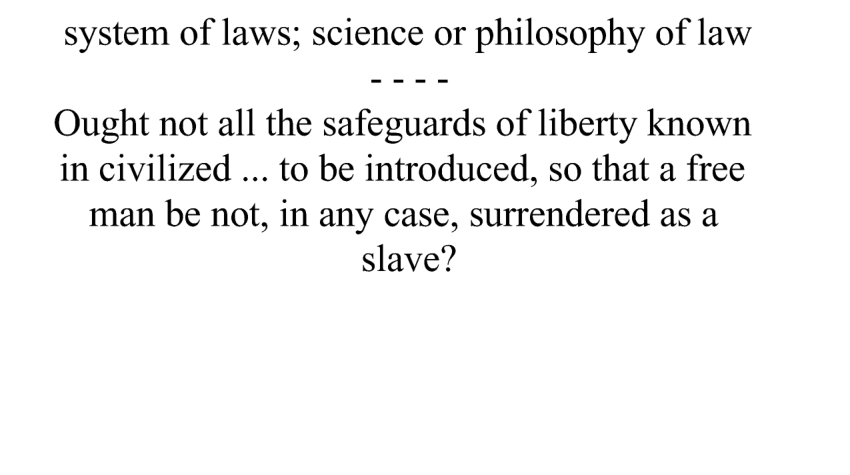 system of laws; science or philosophy of law
- - - -
Ought not all the safeguards of liberty known
in civilized ... to be introduced, so that a free
man be not, in any case, surrendered as a
slave?